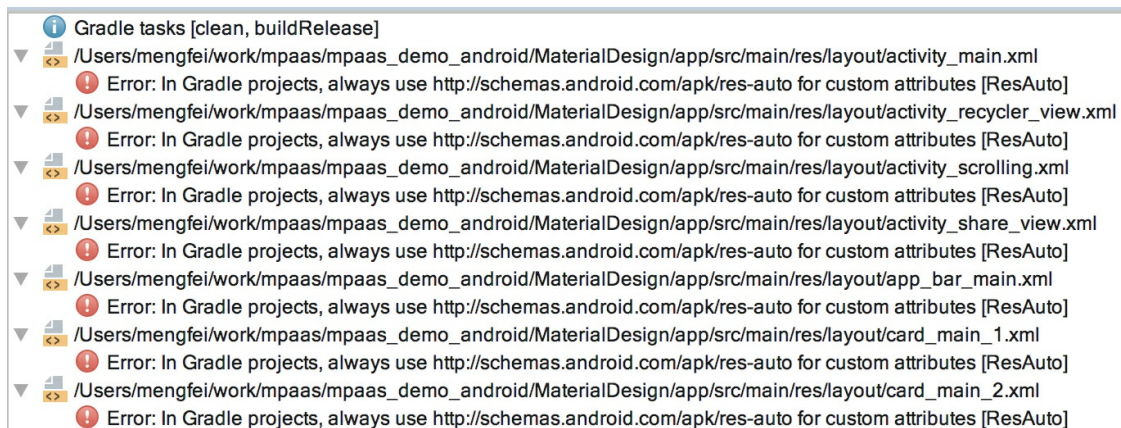 Gradle tasks [clean, buildRelease]
/Users/mengfei/work/mpaas/mpaas_demo_android/MaterialDesign/app/src/main/res/layout/activity_main.xml
Error: In Gradle projects, always use http://schemas.android.com/apk/res-auto for custom attributes [ResAuto]
/Users/mengfei/work/mpaas/mpaas_demo_android/MaterialDesign/app/src/main/res/layout/activity_recycler_view.xml
Error: In Gradle projects, always use http://schemas.android.com/apk/res-auto for custom attributes [ResAuto]
/Users/mengfei/work/mpaas/mpaas_demo_android/MaterialDesign/app/src/main/res/layout/activity_scrolling.xml
Error: In Gradle projects, always use http://schemas.android.com/apk/res-auto for custom attributes [ResAuto]
/Users/mengfei/work/mpaas/mpaas_demo_android/MaterialDesign/app/src/main/res/layout/activity_share_view.xml
Error: In Gradle projects, always use http://schemas.android.com/apk/res-auto for custom attributes [ResAuto]
/Users/mengfei/work/mpaas/mpaas_demo_android/MaterialDesign/app/src/main/res/layout/app_bar_main.xml
Error: In Gradle projects, always use http://schemas.android.com/apk/res-auto for custom attributes [ResAuto]
/Users/mengfei/work/mpaas/mpaas_demo_android/MaterialDesign/app/src/main/res/layout/card_main_1.xml
Error: In Gradle projects, always use http://schemas.android.com/apk/res-auto for custom attributes [ResAuto]
/Users/mengfei/work/mpaas/mpaas_demo_android/MaterialDesign/app/src/main/res/layout/card_main_2.xml
Error: In Gradle projects, always use http://schemas.android.com/apk/res-auto for custom attributes [ResAuto]